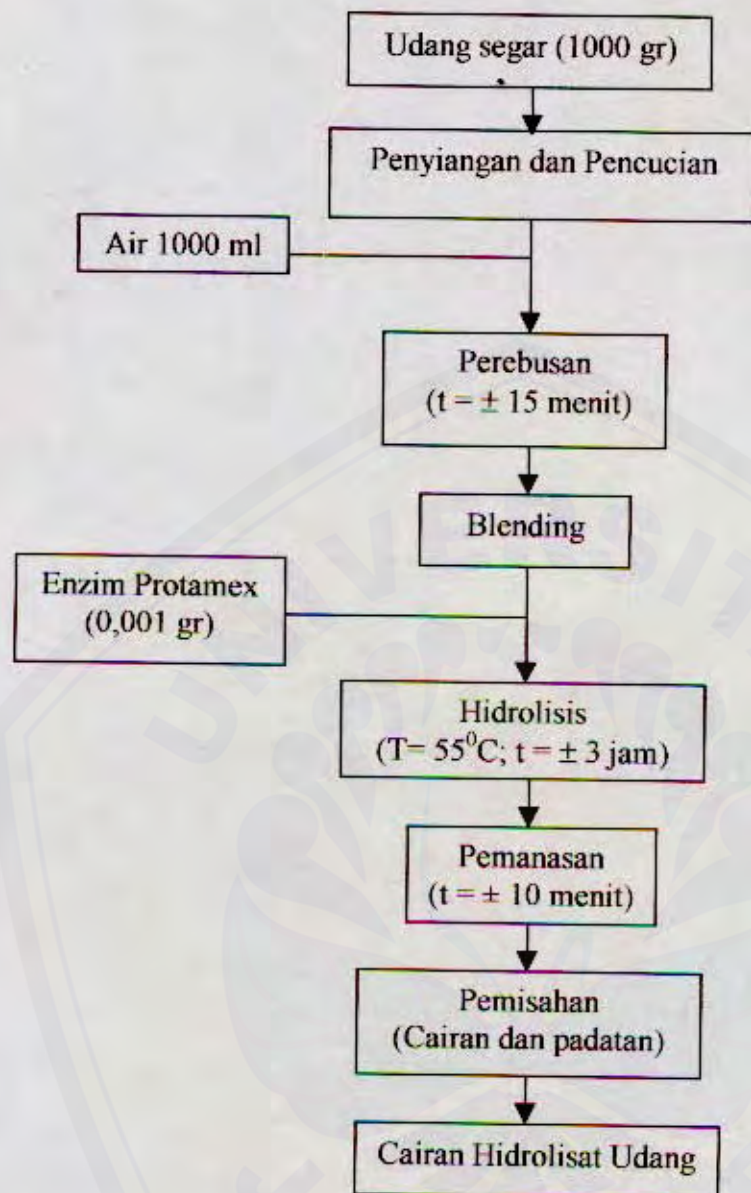 Udang segar (1000 gr)
Penyiangan dan Pencucian
Air 1000 ml
Perebusan
(t = ± 15 menit)
Blending
Enzim Protamex
(0,001 gr)
Hidrolisis
(T= 55⁰C; t = ± 3 jam)
Pemanasan
(t = ± 10 menit)
Pemisahan
(Cairan dan padatan)
Cairan Hidrolisat Udang